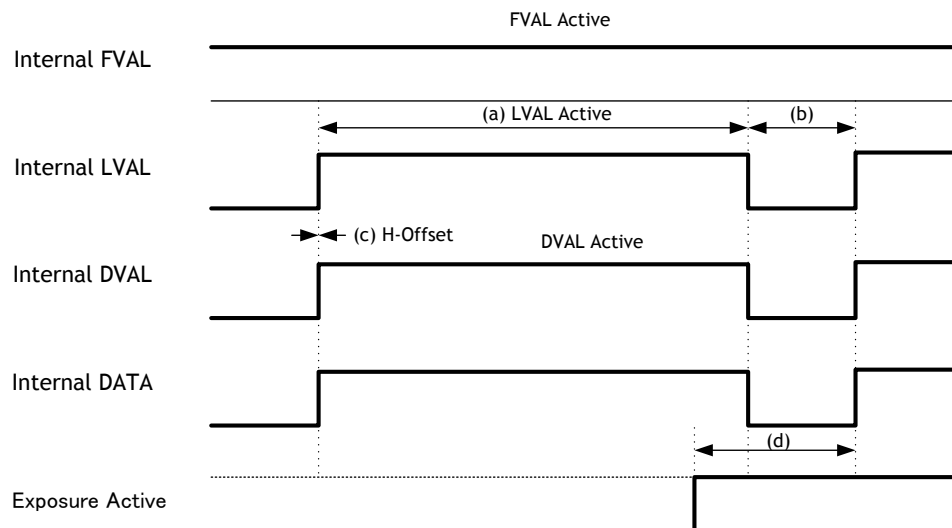 FVAL Active
Internal FVAL
(a) LVAL Active
(b)
Internal LVAL
(c) H-Offset
DVAL Active
Internal DVAL
Internal DATA
(d)
Exposure Active